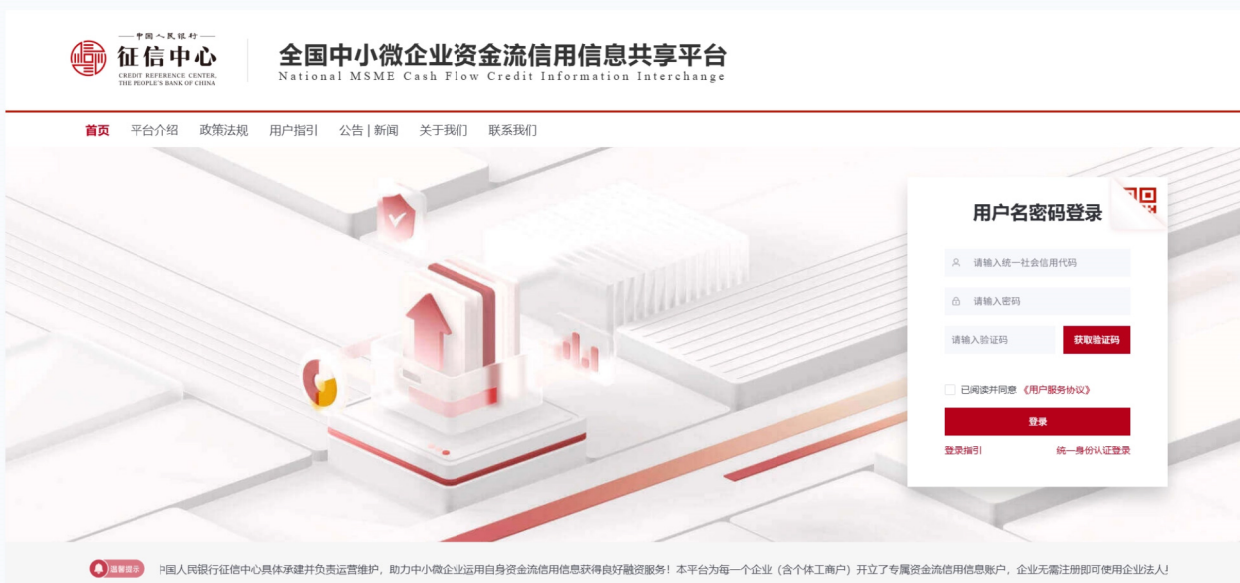 中国人民银行
征信中心
CREDIT REFERENCE CENTER,
THE PEOPLE'S BANK OF CHINA
全国中小微企业资金流信用信息共享平台
National MSME Cash Flow Credit Information Interchange
首页 平台介绍 政策法规 用户指引 公告 | 新闻 关于我们 联系我们
用户名密码登录
请输入统一社会信用代码
请输入密码
请输入验证码 获取验证码
已阅读并同意《用户服务协议》
登录
登录指引 统一身份认证登录
温馨提示 中国人民银行征信中心具体承建并负责运营维护，助力中小微企业运用自身资金流信用信息获得良好融资服务！本平台为每一个企业（含个体工商户）开立了专属资金流信用信息账户，企业无需注册即可使用企业法人